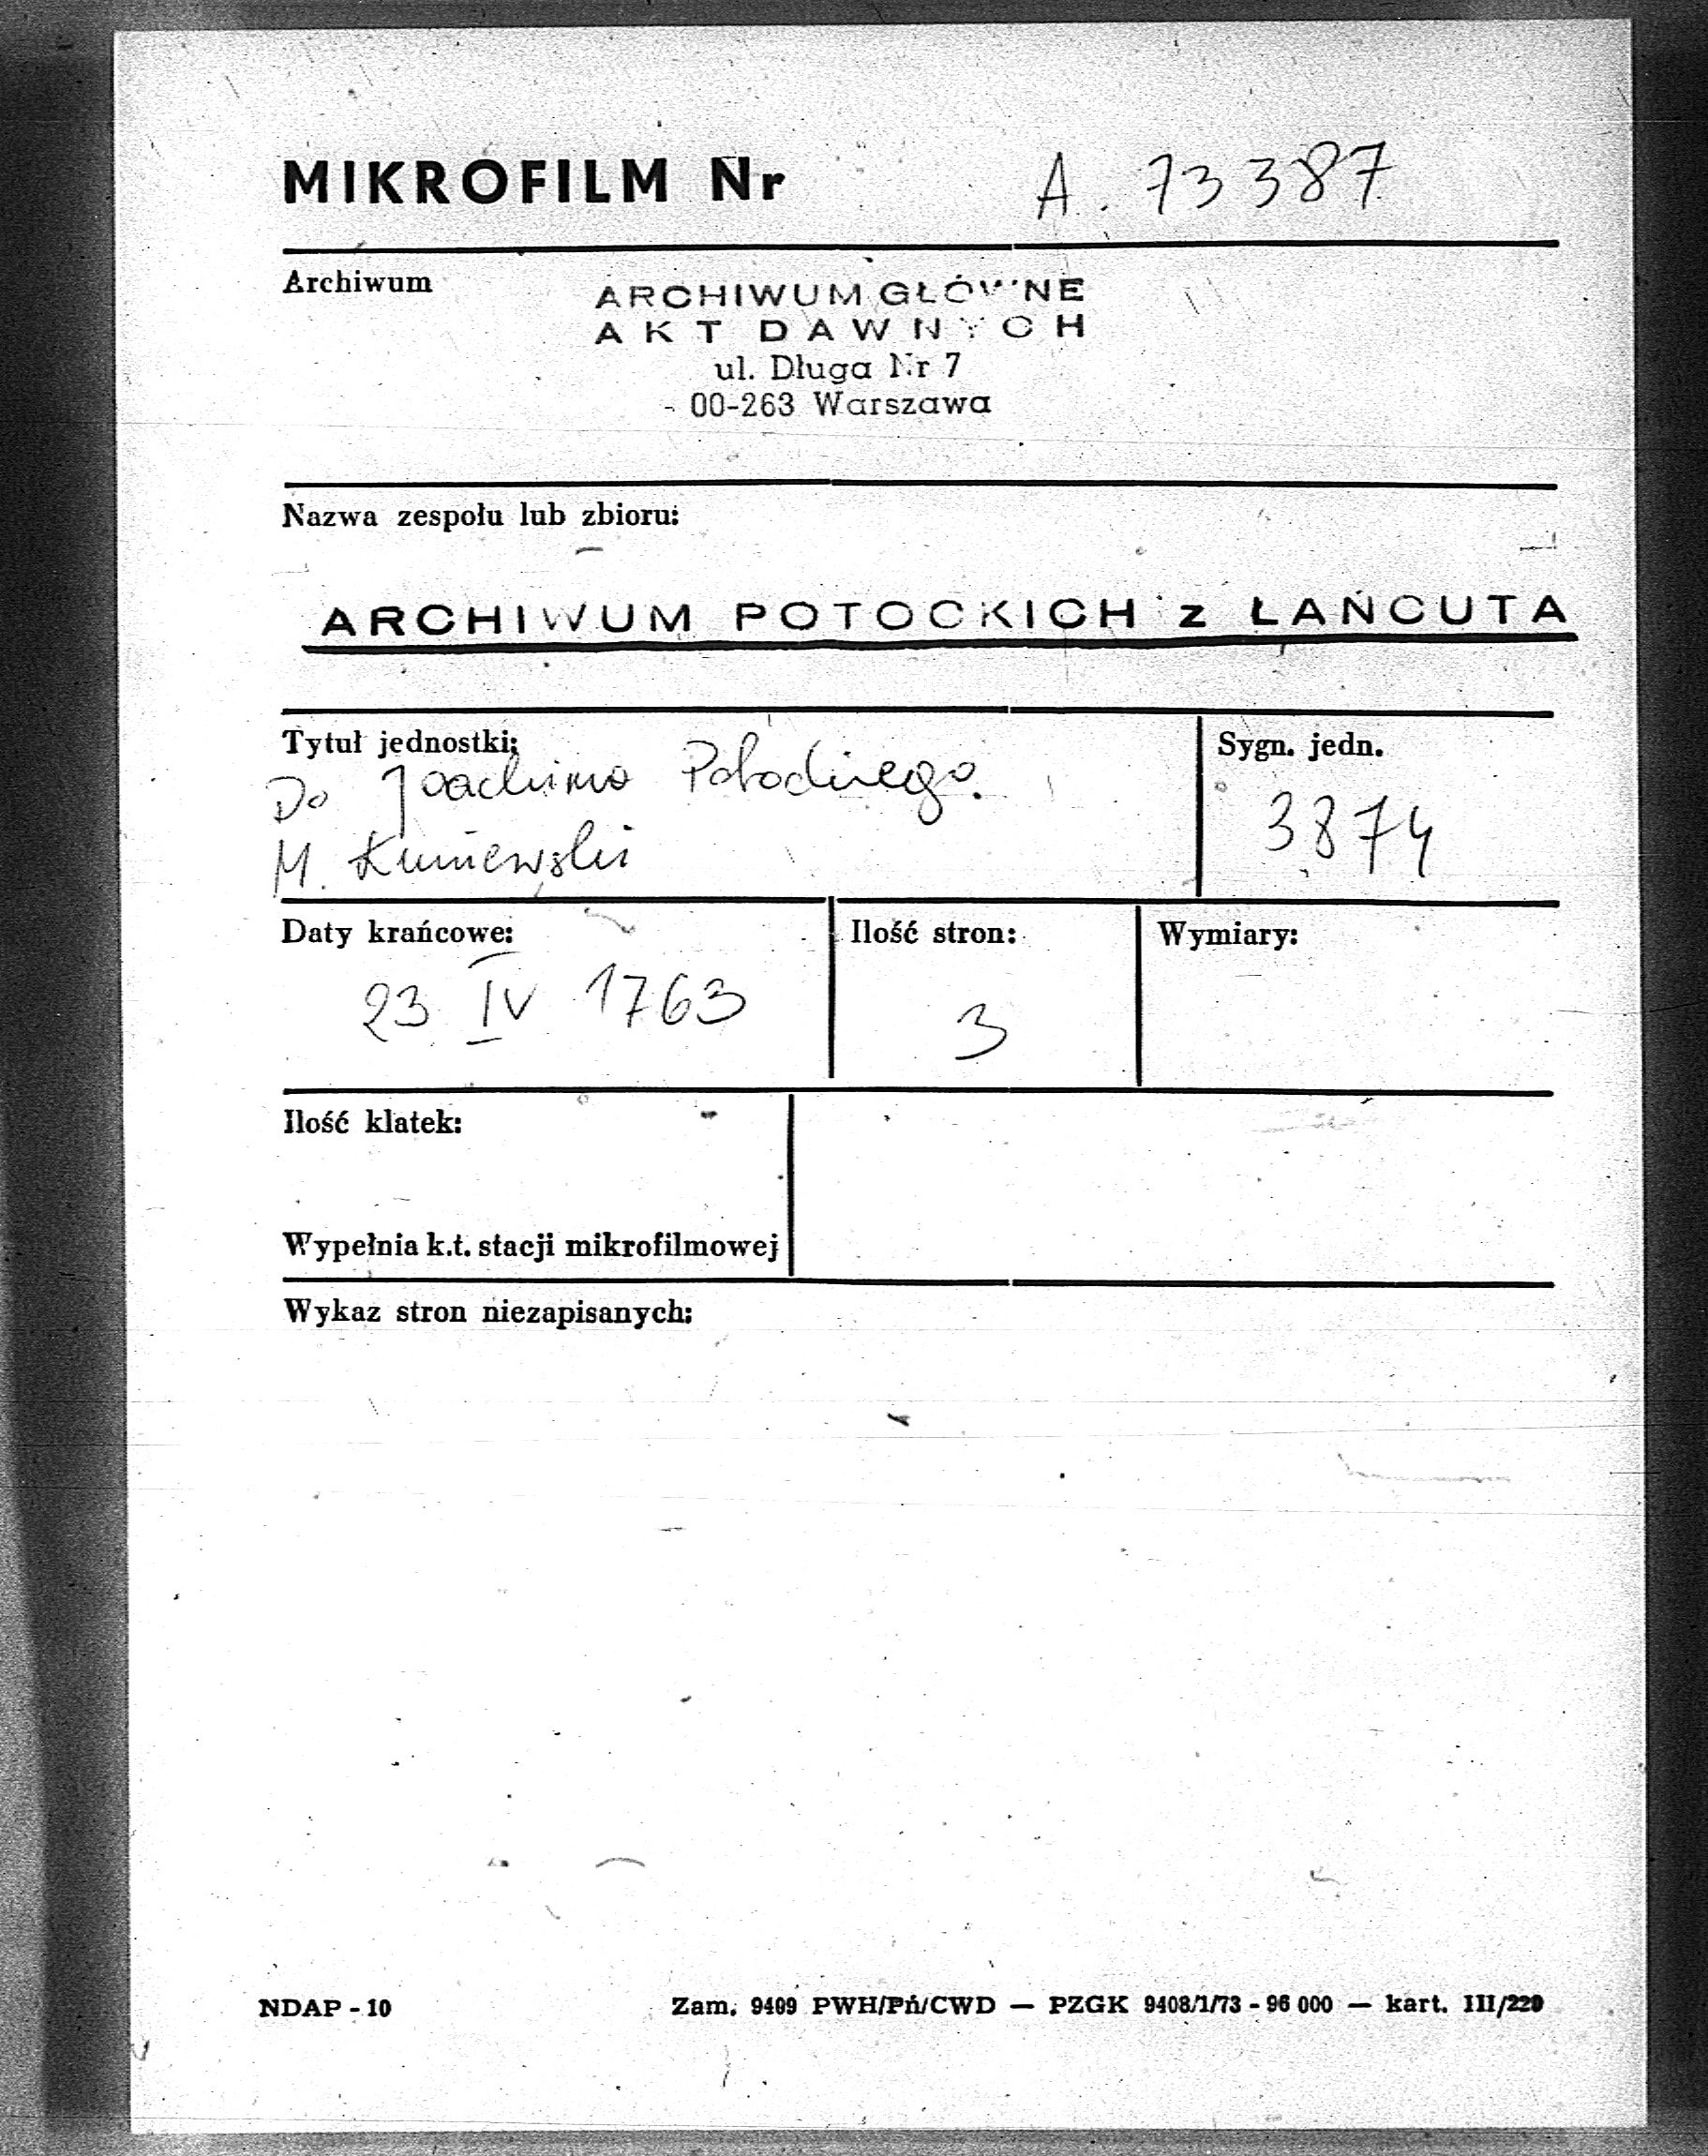 MIKROFILM Nr A. 73387
Archiwum
ARCHIWUM GŁÓWNE
AKT DAWNYCH
ul. Długa Nr 7
00-263 Warszawa
Nazwa zespołu lub zbioru:
ARCHIWUM POTOCKICH z ŁAŃCUTA
Tytuł jednostki:
Do Joachima Potockiego.
M.
Sygn. jedn.
3874
Daty krańcowe:
23 IV 1763
Ilość stron:
3
Wymiary:
Ilość klatek:
Wypełnia k.t. stacji mikrofilmowej
Wykaz stron niezapisanych:
NDAP - 10
Zam. 9409 PWH/Pń/CWD — PZGK 9408/1/73 - 96 000 — kart. III/220